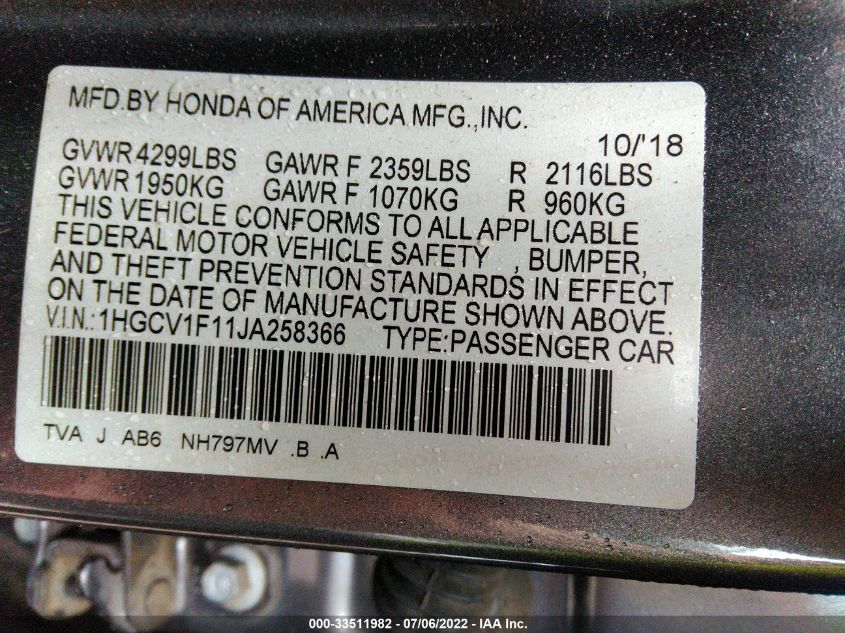 MFD.BY HONDA OF AMERICA MFG.,INC.
10/'18
GVWR 4299LBS GAWR F 2359LBS R 2116LBS
GVWR 1950KG GAWR F 1070KG R 960KG
THIS VEHICLE CONFORMS TO ALL APPLICABLE
FEDERAL MOTOR VEHICLE SAFETY , BUMPER,
AND THEFT PREVENTION STANDARDS IN EFFECT
ON THE DATE OF MANUFACTURE SHOWN ABOVE.
V.I.N.:1HGCV1F11JA258366 TYPE:PASSENGER CAR
TVA J AB6 NH797MV .B .A
000-33511982 - 07/06/2022 - IAA Inc.